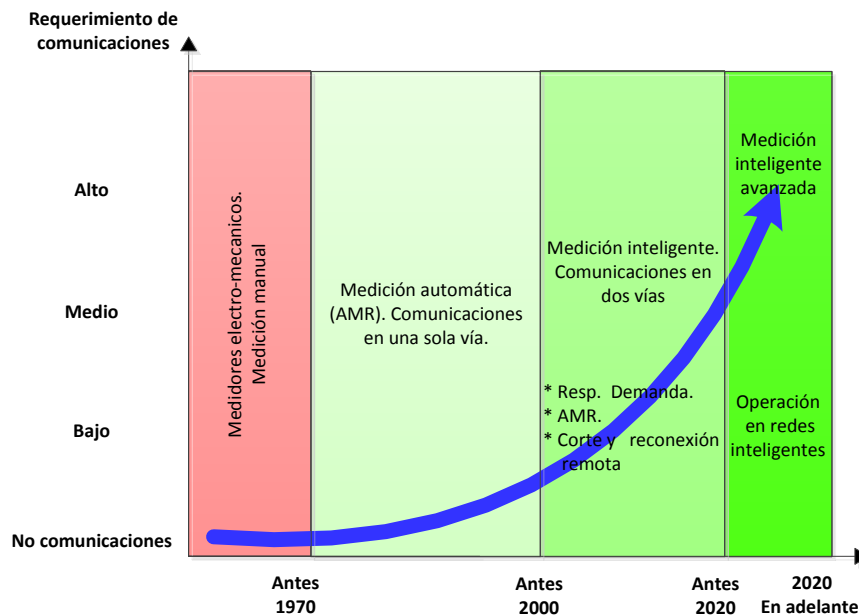 Requerimiento de
comunicaciones
Alto
Medio
Bajo
No comunicaciones
Medidores electro-mecanicos.
Medición manual
Medición automática
(AMR). Comunicaciones
en una sola vía.
Medición inteligente.
Comunicaciones en
dos vías
* Resp. Demanda.
* AMR.
* Corte y reconexión
remota
Medición
inteligente
avanzada
Operación
en redes
inteligentes
Antes
1970
Antes
2000
Antes
2020
2020
En adelante